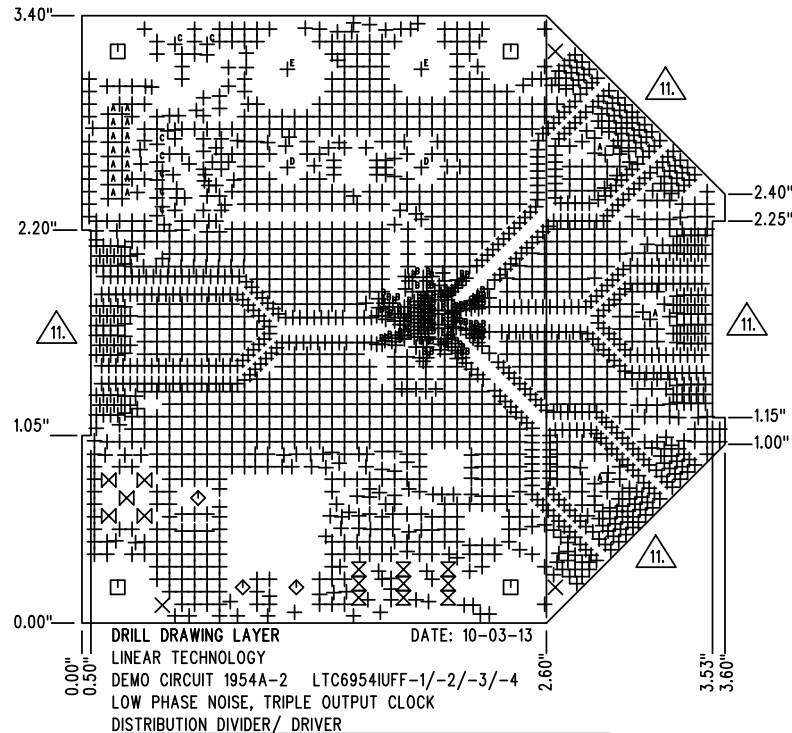 3.40"
11.
2.40"
2.25"
2.20"
11.
11.
1.15"
1.05"
1.00"
11.
0.00"
DRILL DRAWING LAYER DATE: 10-03-13
LINEAR TECHNOLOGY
DEMO CIRCUIT 1954A-2 LTC6954IUFF-1/-2/-3/-4
LOW PHASE NOISE, TRIPLE OUTPUT CLOCK
DISTRIBUTION DIVIDER/ DRIVER
0.00"
0.50"
2.60"
3.53"
3.60"
C
C
E
E
A A
A A
A A
A A
A A
A A
A A
C
C
C
C
C
D
D
A
A
A